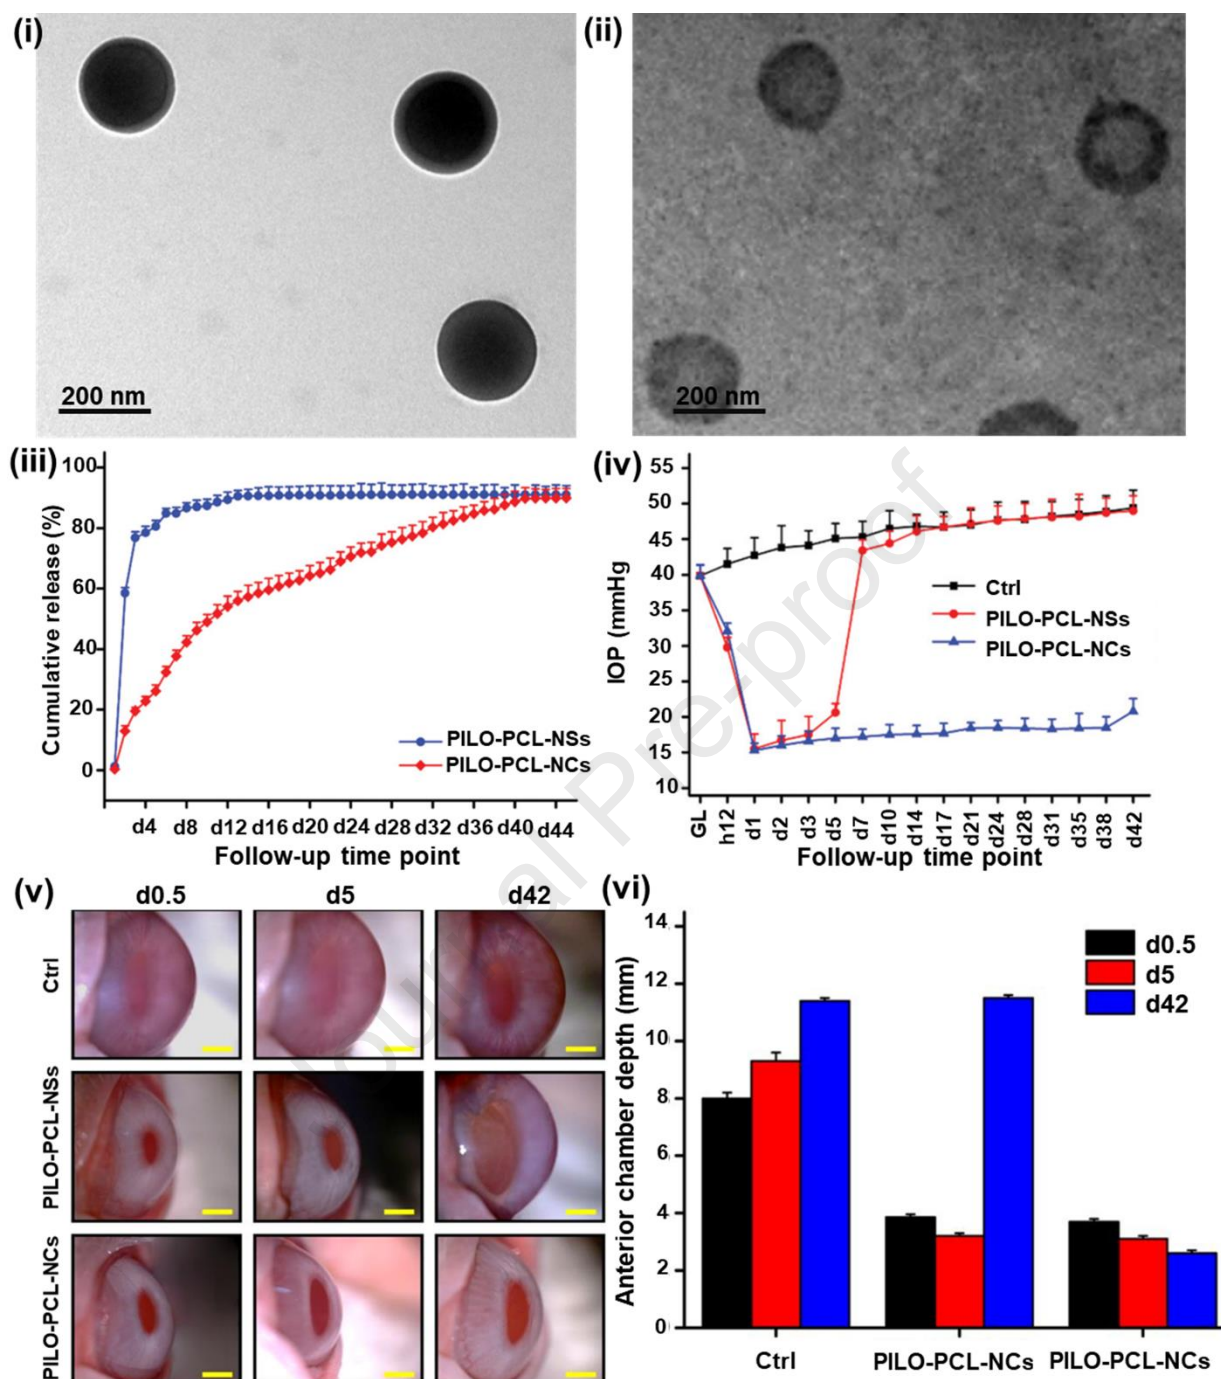 (i)
200 nm
(ii)
200 nm
(iii)
100
80
60
40
20
0
Cumulative release (%)
PILO-PCL-NSs
PILO-PCL-NCs
d4 d8 d12 d16 d20 d24 d28 d32 d36 d40 d44
Follow-up time point
(iv)
55
50
45
40
35
30
25
20
15
10
IOP (mmHg)
Ctrl
PILO-PCL-NSs
PILO-PCL-NCs
GL h12 d1 d2 d3 d5 d7 d10 d14 d17 d21 d24 d28 d31 d35 d38 d42
Follow-up time point
(v)
d0.5 d5 d42
Ctrl
PILO-PCL-NSs
PILO-PCL-NCs
(vi)
14
12
10
8
6
4
2
0
Anterior chamber depth (mm)
d0.5
d5
d42
Ctrl PILO-PCL-NCs PILO-PCL-NCs
Journal Pre-proof